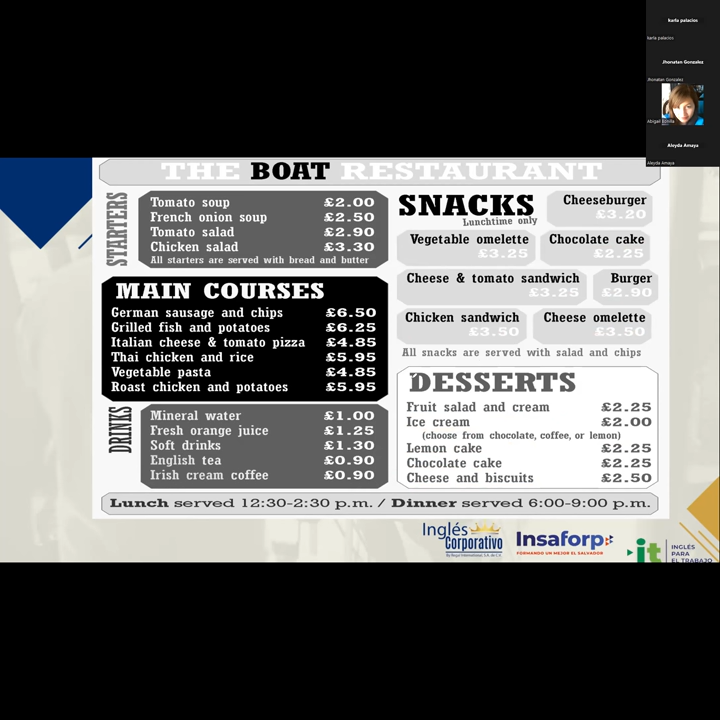 karla palacios
karla palacios
Jhonatan Gonzalez
Jhonatan Gonzalez
Abigail Bonilla
Aleyda Amaya
Aleyda Amaya
THE BOAT RESTAURANT
STARTERS
Tomato soup £2.00
French onion soup £2.50
Tomato salad £2.90
Chicken salad £3.30
All starters are served with bread and butter
MAIN COURSES
German sausage and chips £6.50
Grilled fish and potatoes £6.25
Italian cheese & tomato pizza £4.85
Thai chicken and rice £5.95
Vegetable pasta £4.85
Roast chicken and potatoes £5.95
DRINKS
Mineral water £1.00
Fresh orange juice £1.25
Soft drinks £1.30
English tea £0.90
Irish cream coffee £0.90
SNACKS
Lunchtime only
Cheeseburger
£3.20
Vegetable omelette
£3.25
Chocolate cake
£2.25
Cheese & tomato sandwich
£3.25
Burger
£2.90
Chicken sandwich
£3.50
Cheese omelette
£3.50
All snacks are served with salad and chips
DESSERTS
Fruit salad and cream £2.25
Ice cream £2.00
(choose from chocolate, coffee, or lemon)
Lemon cake £2.25
Chocolate cake £2.25
Cheese and biscuits £2.50
Lunch served 12:30-2:30 p.m. / Dinner served 6:00-9:00 p.m.
Inglés
Corporativo
Insaforp
FORMANDO UN MEJOR EL SALVADOR
it
INGLÉS
PARA
EL TRABAJO